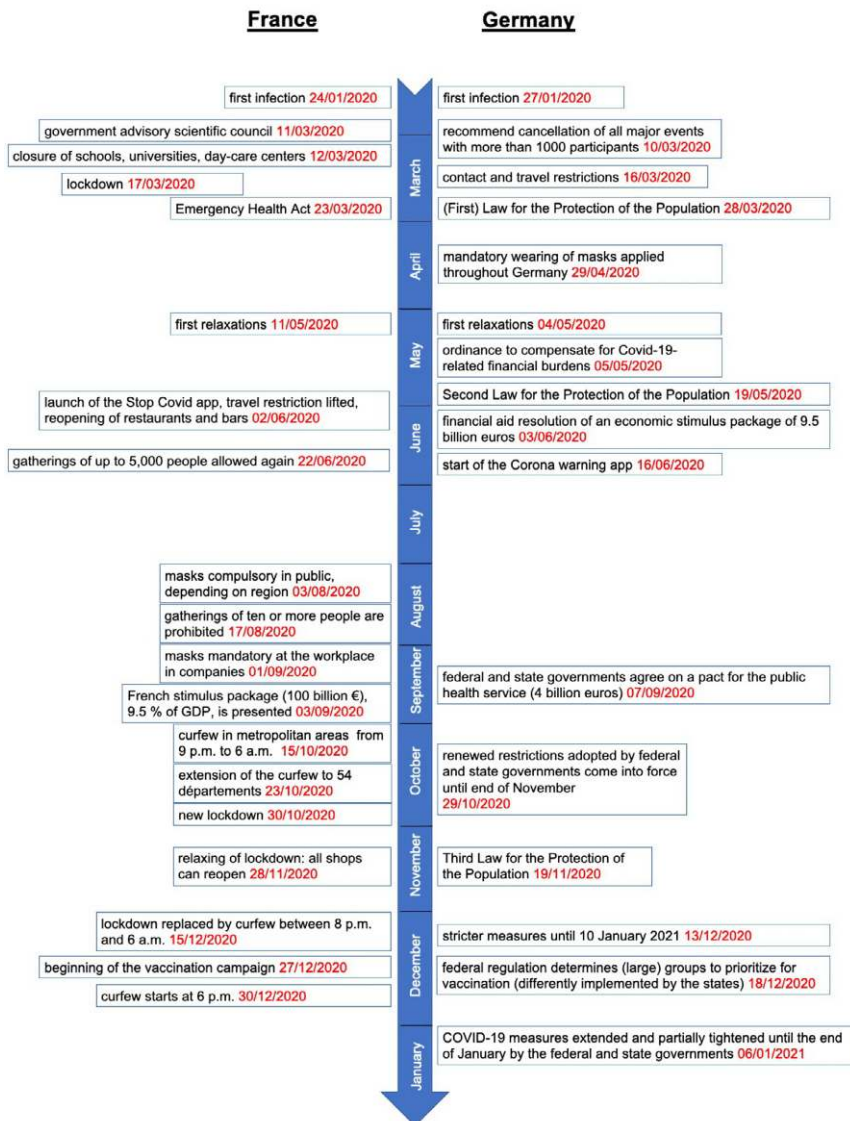 France
Germany
first infection 24/01/2020
first infection 27/01/2020
government advisory scientific council 11/03/2020
recommend cancellation of all major events
with more than 1000 participants 10/03/2020
closure of schools, universities, day-care centers 12/03/2020
March
lockdown 17/03/2020
contact and travel restrictions 16/03/2020
Emergency Health Act 23/03/2020
(First) Law for the Protection of the Population 28/03/2020
April
mandatory wearing of masks applied
throughout Germany 29/04/2020
first relaxations 11/05/2020
first relaxations 04/05/2020
May
ordinance to compensate for Covid-19-
related financial burdens 05/05/2020
Second Law for the Protection of the Population 19/05/2020
launch of the Stop Covid app, travel restriction lifted,
reopening of restaurants and bars 02/06/2020
June
financial aid resolution of an economic stimulus package of 9.5
billion euros 03/06/2020
gatherings of up to 5,000 people allowed again 22/06/2020
start of the Corona warning app 16/06/2020
July
masks compulsory in public,
depending on region 03/08/2020
August
gatherings of ten or more people are
prohibited 17/08/2020
masks mandatory at the workplace
in companies 01/09/2020
September
federal and state governments agree on a pact for the public
health service (4 billion euros) 07/09/2020
French stimulus package (100 billion €),
9.5 % of GDP, is presented 03/09/2020
curfew in metropolitan areas from
9 p.m. to 6 a.m. 15/10/2020
October
renewed restrictions adopted by federal
and state governments come into force
until end of November
29/10/2020
extension of the curfew to 54
départements 23/10/2020
new lockdown 30/10/2020
November
relaxing of lockdown: all shops
can reopen 28/11/2020
Third Law for the Protection of
the Population 19/11/2020
lockdown replaced by curfew between 8 p.m.
and 6 a.m. 15/12/2020
December
stricter measures until 10 January 2021 13/12/2020
beginning of the vaccination campaign 27/12/2020
federal regulation determines (large) groups to prioritize for
vaccination (differently implemented by the states) 18/12/2020
curfew starts at 6 p.m. 30/12/2020
January
COVID-19 measures extended and partially tightened until the end
of January by the federal and state governments 06/01/2021